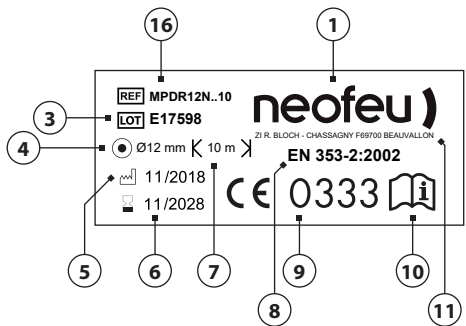 16
1
REF MPDR12N..10
neofeu
3
LOT E17598
ZI R. BLOCH - CHASSAGNY F69700 BEAUVALLON
4
Ø12 mm
10 m
EN 353-2:2002
11/2018
11/2028
CE 0333
i
5
6
7
8
9
10
11